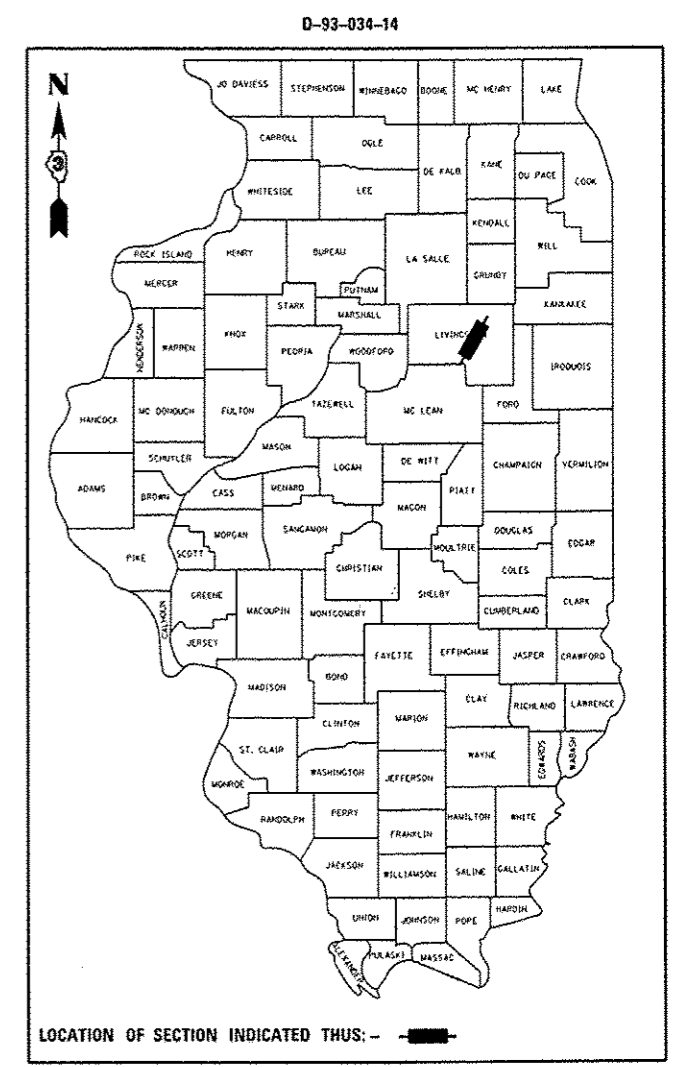 D-93-034-14
N
3
JO DAVIESS STEPHENSON WINNEBAGO BOONE MC HENRY LAKE
CARROLL OGLE
DE KALB KANE DU PAGE COOK
WHITESIDE LEE
KENDALL
ROCK ISLAND HENRY BUREAU LA SALLE WILL
GRUNDY
MERCER PUTNAM
STARK MARSHALL KANKAKEE
HENDERSON WARREN KNOX PEORIA WOODFORD LIVINGS
IROQUOIS
HANCOCK MC DONOUGH FULTON TAZEWELL MC LEAN FORD
MASON
SCHUYLER LOGAN DE WITT CHAMPAIGN VERMILION
ADAMS BROWN CASS MENARD PIATT
MACON
MORGAN SANGAMON DOUGLAS EDGAR
PIKE SCOTT MOULTRIE
CHRISTIAN COLES
GREENE SHELBY
CALHOUN MACOUPIN MONTGOMERY CUMBERLAND CLARK
JERSEY
FAYETTE EFFINGHAM JASPER CRAWFORD
BOND
MADISON CLAY RICHLAND LAWRENCE
CLINTON MARION
ST. CLAIR WAYNE EDWARDS WABASH
WASHINGTON JEFFERSON
MONROE
RANDOLPH PERRY HAMILTON WHITE
FRANKLIN
JACKSON WILLIAMSON SALINE GALLATIN
UNION JOHNSON POPE HARDIN
ALEXANDER PULASKI MASSAC
LOCATION OF SECTION INDICATED THUS: -